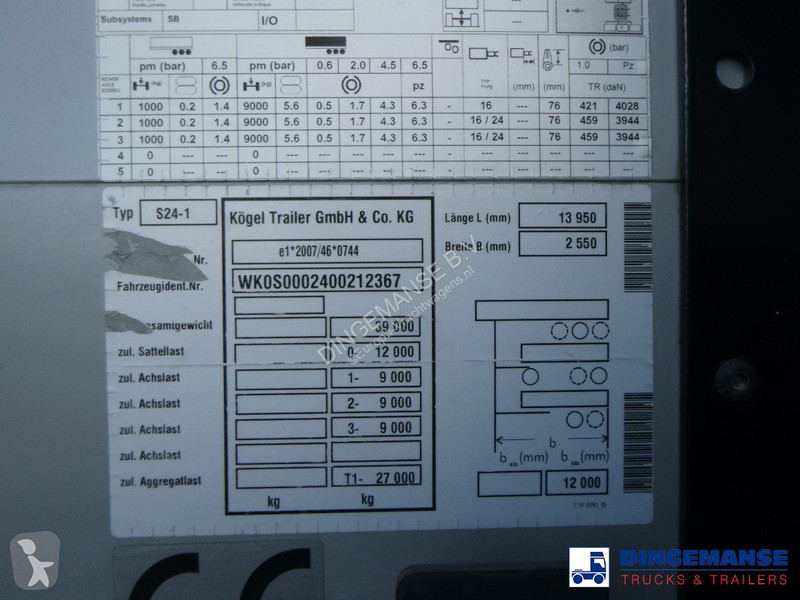 Subsystems SB I/O
pm (bar) 6.5 pm (bar) 0.6 2.0 4.5 6.5 (bar)
pz (mm) (mm) 1.0 Pz
TR (daN)
1 1000 0.2 1.4 9000 5.6 0.5 1.7 4.3 6.3 - 16 --- 76 421 4028
2 1000 0.2 1.4 9000 5.6 0.5 1.7 4.3 6.3 - 16 / 24 --- 76 459 3944
3 1000 0.2 1.4 9000 5.6 0.5 1.7 4.3 6.3 - 16 / 24 --- 76 459 3944
4 0 --- --- 0 --- --- --- --- --- - --- --- --- --- ---
5 0 --- --- 0 --- --- --- --- --- - --- --- --- --- ---
Typ S24-1
Kögel Trailer GmbH & Co. KG
Länge L (mm) 13 950
e1*2007/46*0744
Breite B (mm) 2 550
Nr.
Fahrzeugident.Nr. WK0S0002400212367
esamtgewicht 39 000
zul. Sattellast 0- 12 000
zul. Achslast 1- 9 000
zul. Achslast 2- 9 000
zul. Achslast 3- 9 000
zul. Achslast
zul. Aggregatlast T1- 27 000
kg kg
b
(mm) (mm)
12 000
CE
DINGEMANSE B.V.
DINGEMANSE
TRUCKS & TRAILERS